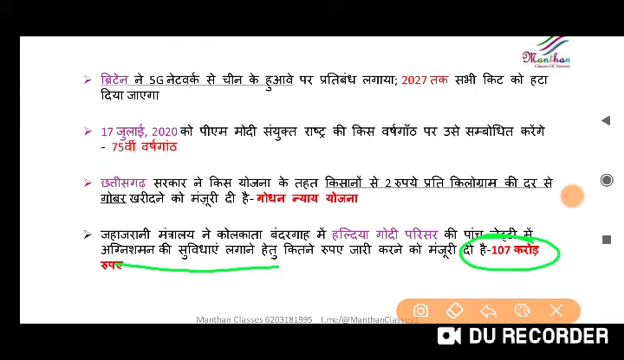 Manthan
Classes Of Success
➢ ब्रिटेन ने 5G नेटवर्क से चीन के हुआवे पर प्रतिबंध लगाया; 2027 तक सभी किट को हटा
दिया जाएगा
➢ 17 जुलाई, 2020 को पीएम मोदी संयुक्त राष्ट्र की किस वर्षगाँठ पर उसे सम्बोधित करेंगे
- 75वीं वर्षगांठ
➢ छत्तीसगढ़ सरकार ने किस योजना के तहत किसानों से 2 रुपये प्रति किलोग्राम की दर से
गोबर खरीदने को मंजूरी दी है- गोधन न्याय योजना
➢ जहाजरानी मंत्रालय ने कोलकाता बंदरगाह में हल्दिया गोदी परिसर की पांच जेट्टी में
अग्निशमन की सुविधाएं लगाने हेतु कितने रुपए जारी करने को मंजूरी दी है-107 करोड़
रुपए
Manthan Classes 6203181995 t.me/@ManthanClasses
DU RECORDER